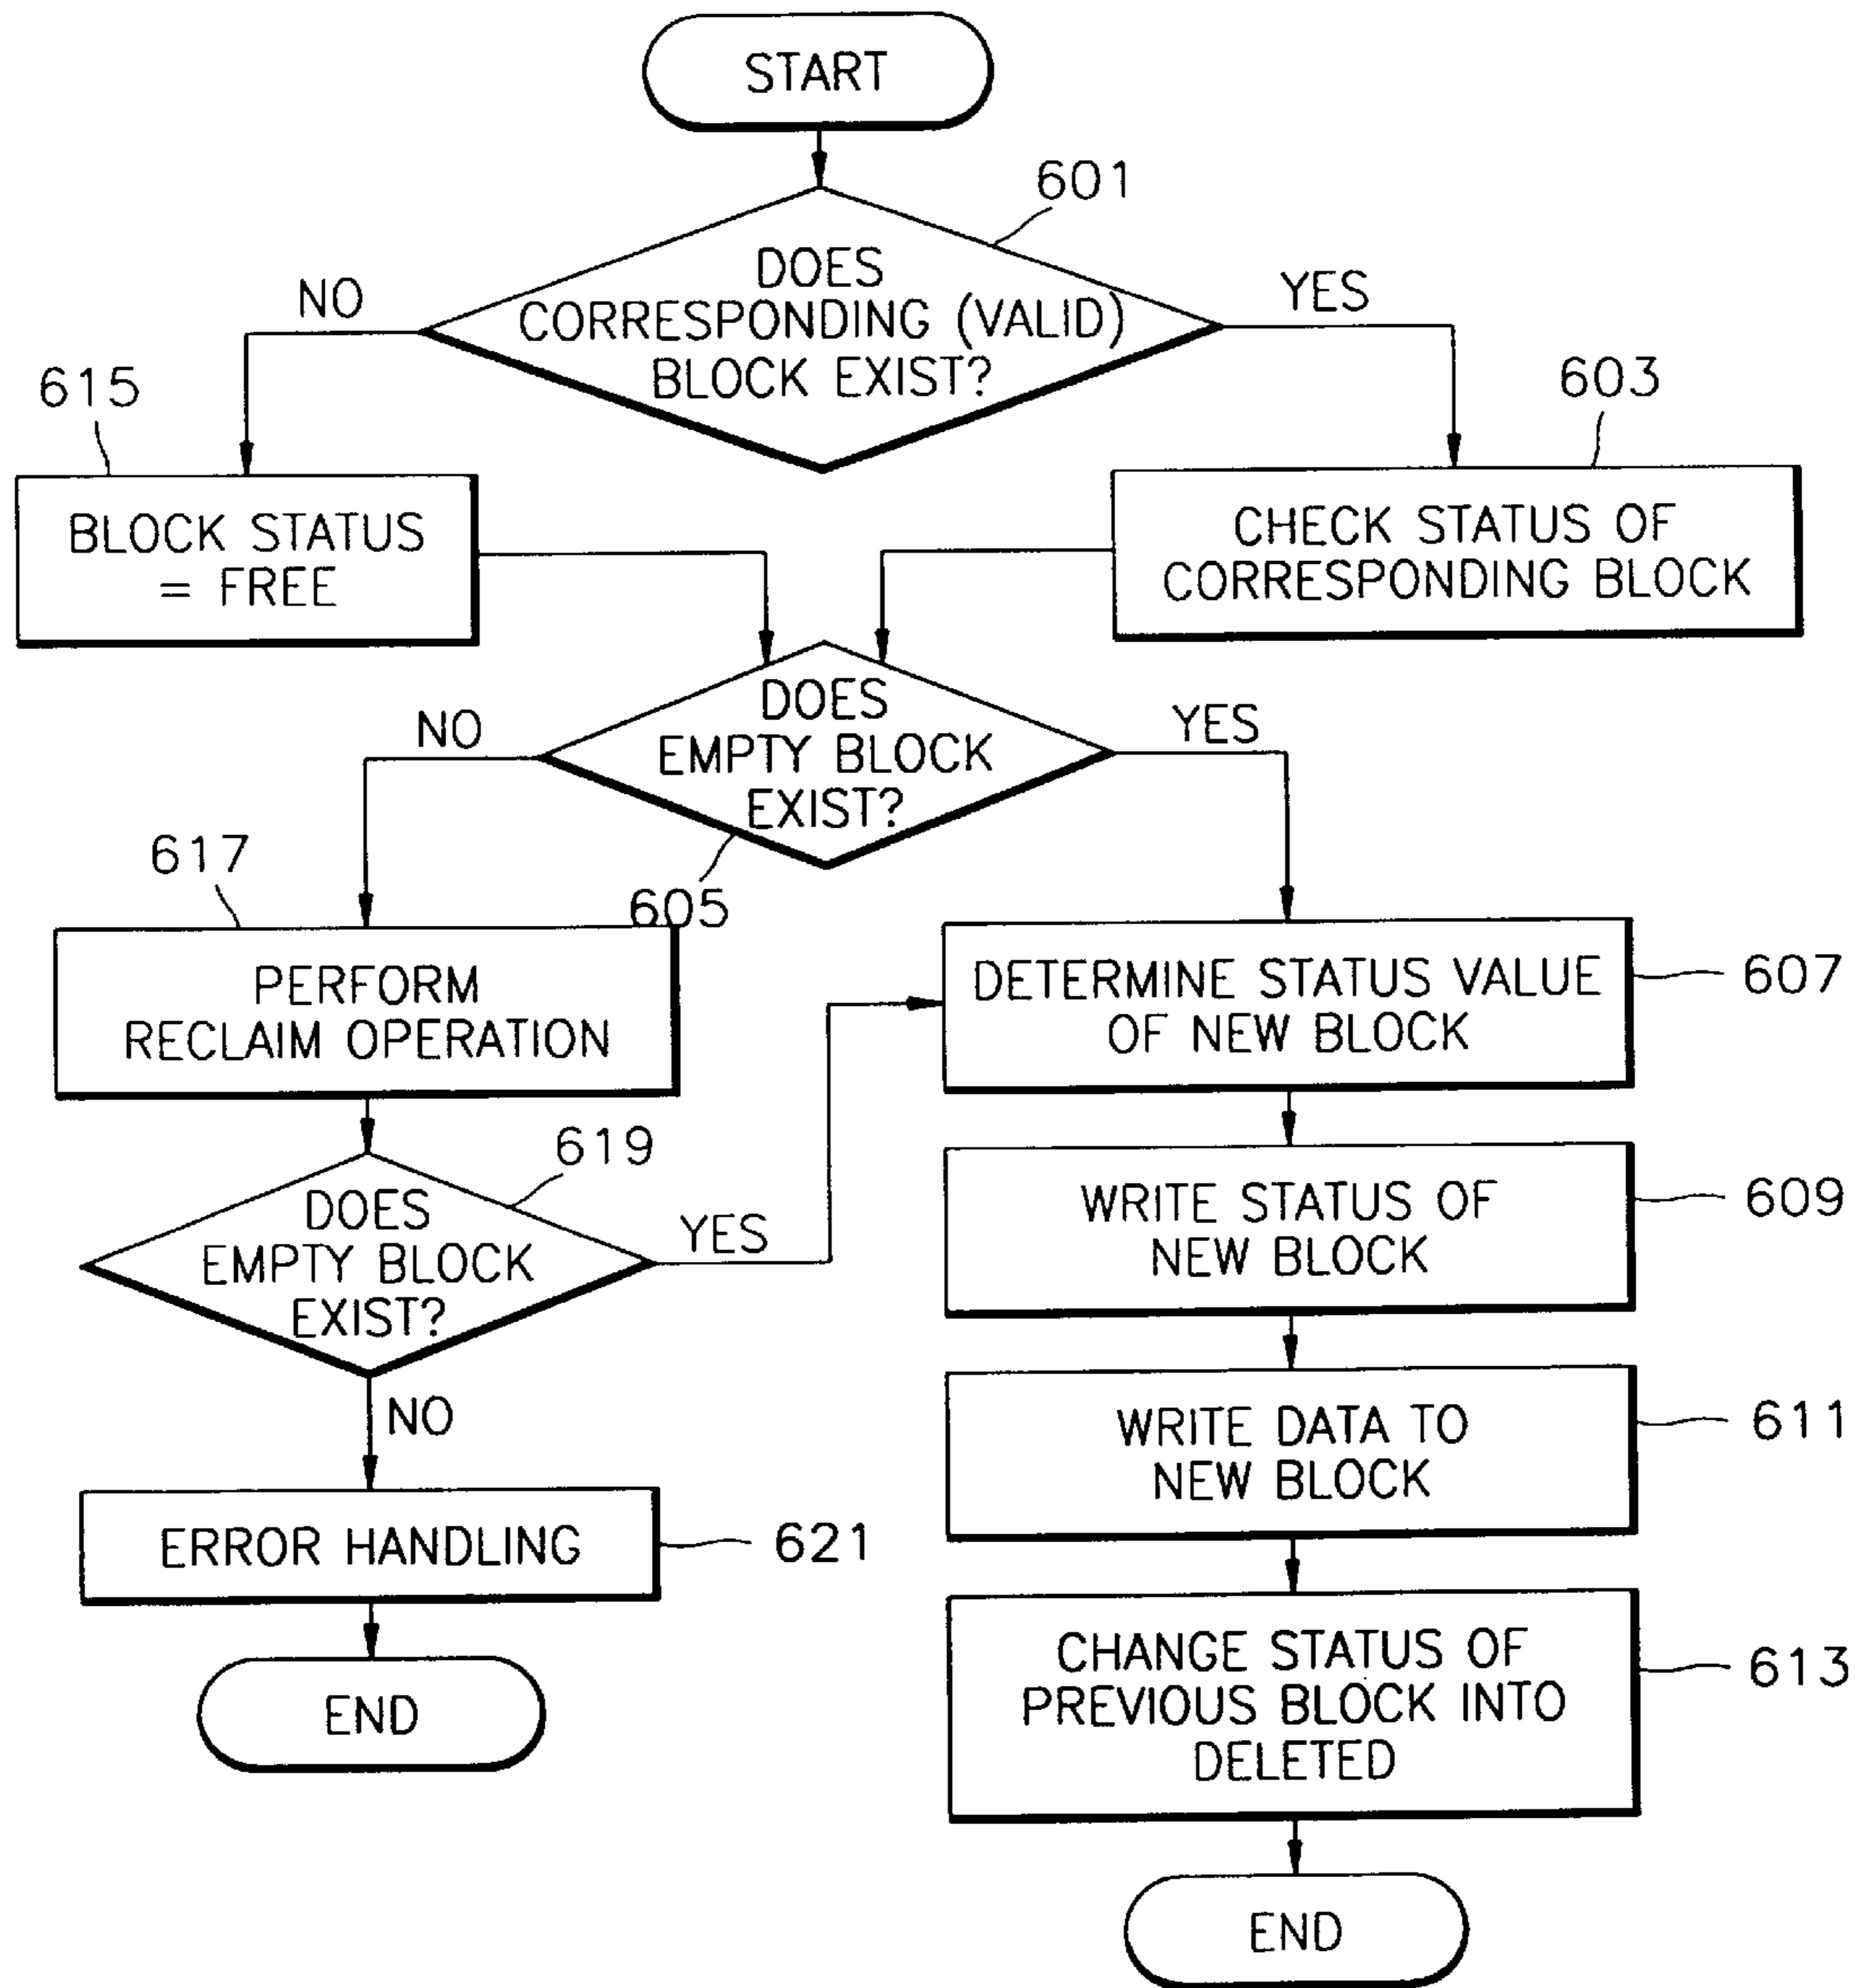 START
601
DOES
CORRESPONDING (VALID)
BLOCK EXIST?
NO
YES
615
603
BLOCK STATUS
= FREE
CHECK STATUS OF
CORRESPONDING BLOCK
DOES
EMPTY BLOCK
EXIST?
NO
YES
605
617
PERFORM
RECLAIM OPERATION
DETERMINE STATUS VALUE
OF NEW BLOCK
607
619
DOES
EMPTY BLOCK
EXIST?
YES
NO
WRITE STATUS OF
NEW BLOCK
609
WRITE DATA TO
NEW BLOCK
611
ERROR HANDLING
621
END
CHANGE STATUS OF
PREVIOUS BLOCK INTO
DELETED
613
END